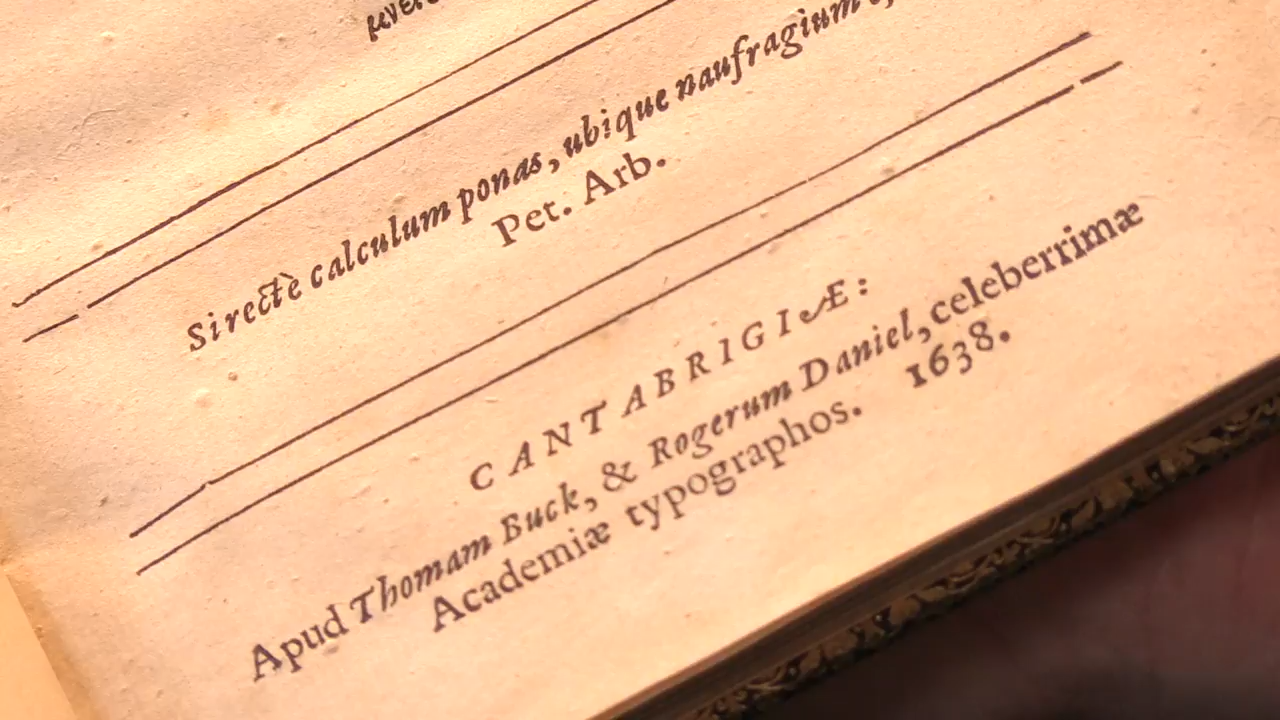 Si rectè calculum ponas, ubique naufragium
Pet. Arb.
CANTABRIGIÆ:
Apud Thomam Buck, & Rogerum Daniel, celeberrimæ
Academiæ typographos. 1638.